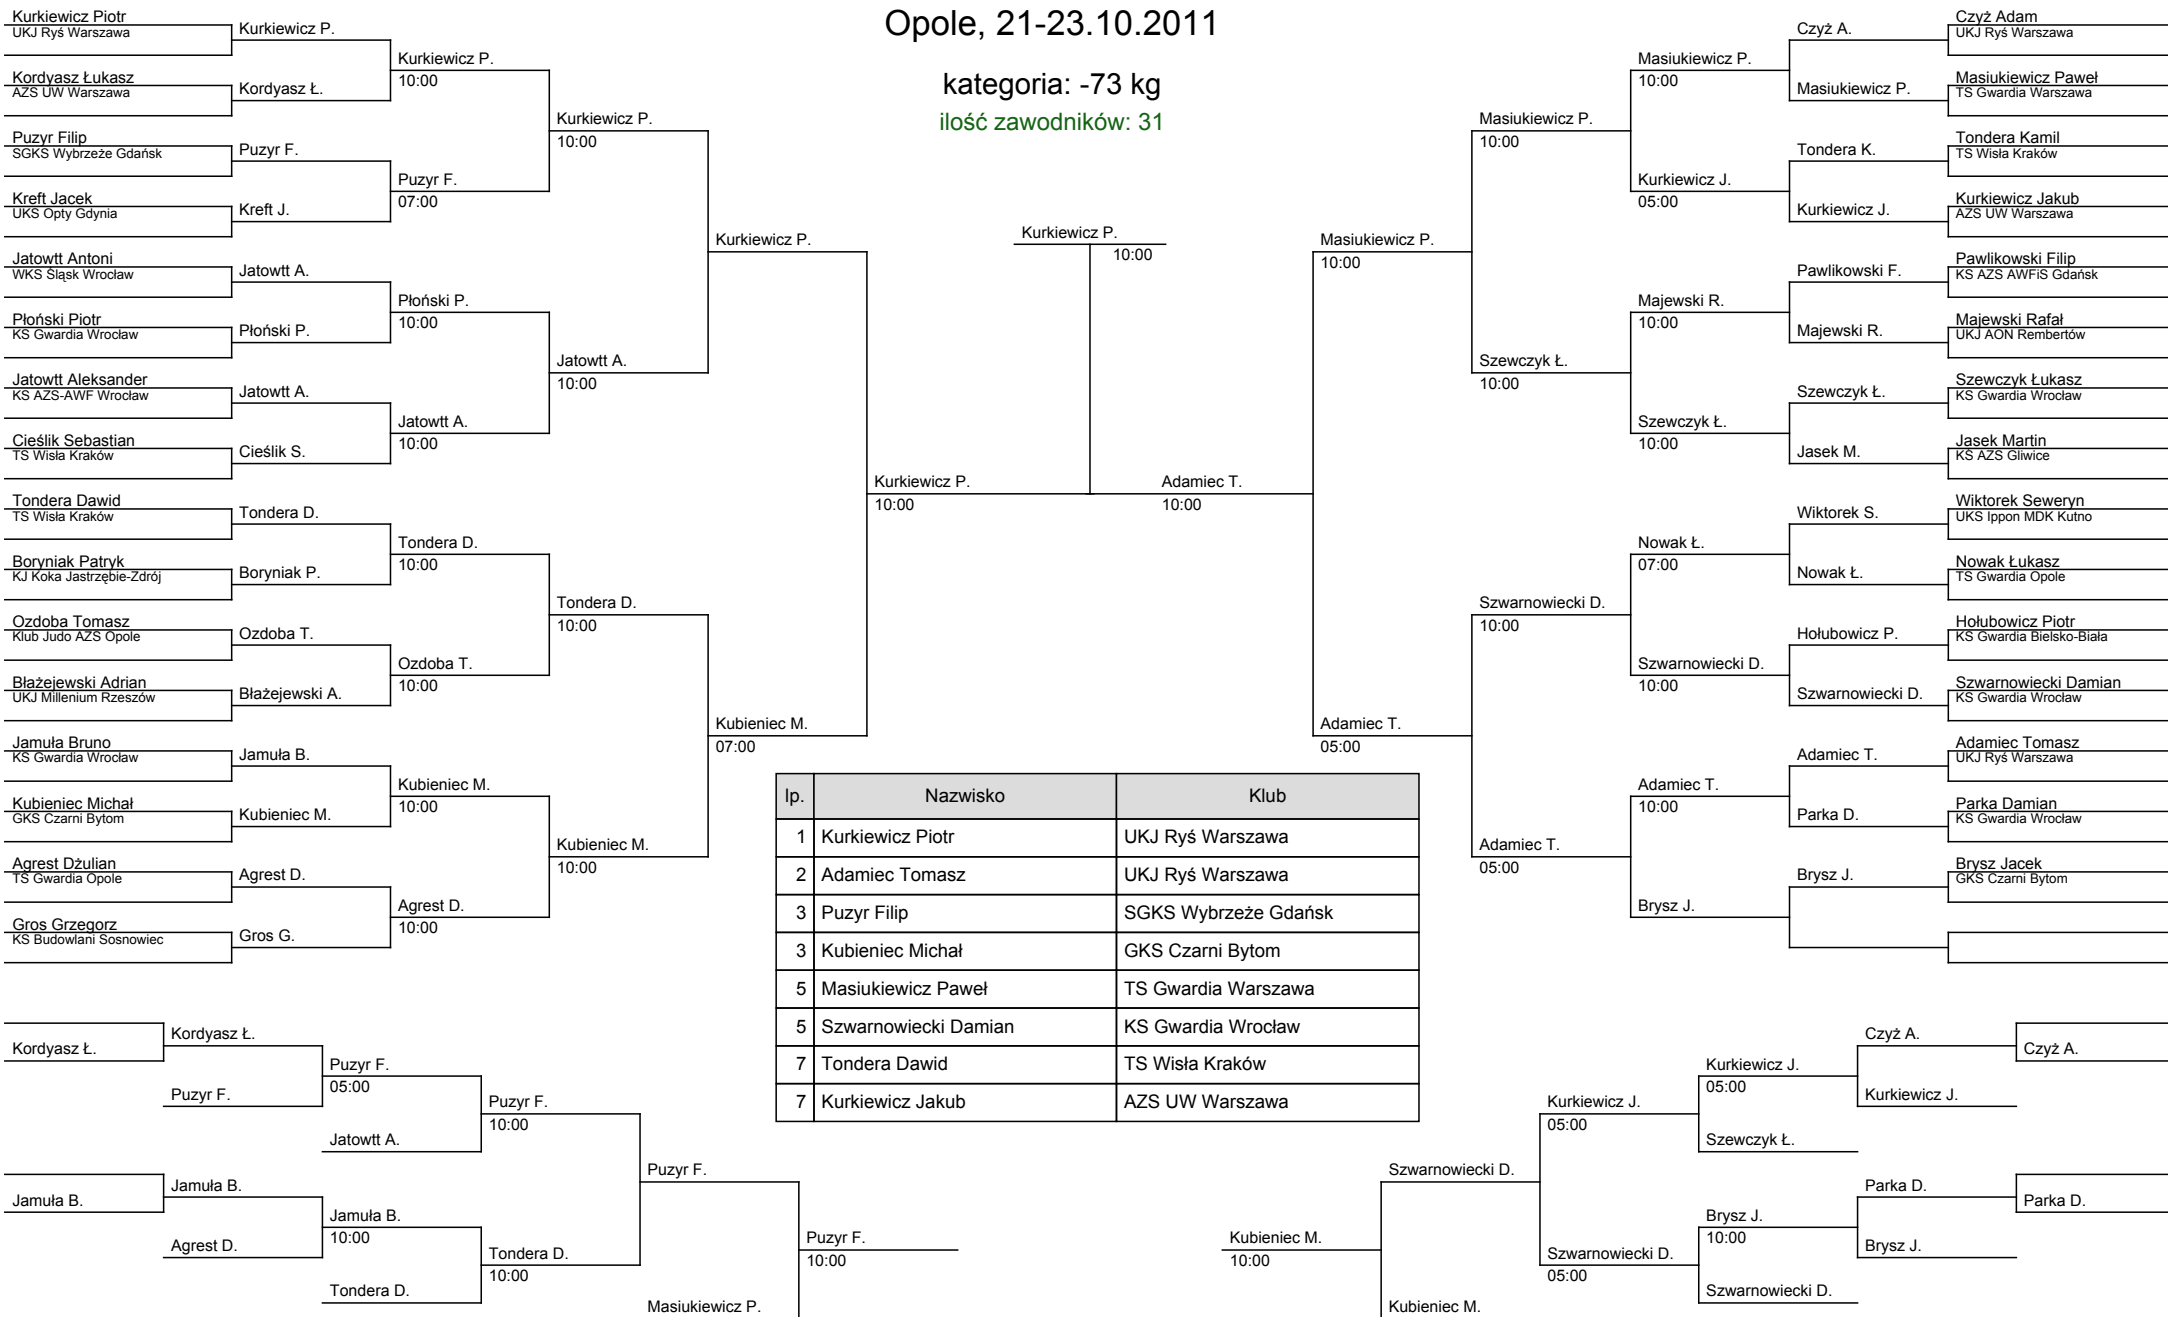 Opole, 21-23.10.2011
kategoria: -73 kg
ilość zawodników: 31
Kurkiewicz Piotr
UKJ Ryś Warszawa
Kordyasz Łukasz
AZS UW Warszawa
Puzyr Filip
SGKS Wybrzeże Gdańsk
Kreft Jacek
UKS Opty Gdynia
Jatowtt Antoni
WKS Śląsk Wrocław
Płoński Piotr
KS Gwardia Wrocław
Jatowtt Aleksander
KS AZS-AWF Wrocław
Cieślik Sebastian
TS Wisła Kraków
Tondera Dawid
TS Wisła Kraków
Boryniak Patryk
KJ Koka Jastrzębie-Zdrój
Ozdoba Tomasz
Klub Judo AZS Opole
Błażejewski Adrian
UKJ Millenium Rzeszów
Jamuła Bruno
KS Gwardia Wrocław
Kubieniec Michał
GKS Czarni Bytom
Agrest Dżulian
TS Gwardia Opole
Gros Grzegorz
KS Budowlani Sosnowiec
Kurkiewicz P.
Kordyasz Ł.
Puzyr F.
Kreft J.
Jatowtt A.
Płoński P.
Jatowtt A.
Cieślik S.
Tondera D.
Boryniak P.
Ozdoba T.
Błażejewski A.
Jamuła B.
Kubieniec M.
Agrest D.
Gros G.
Kurkiewicz P.
10:00
Puzyr F.
07:00
Płoński P.
10:00
Jatowtt A.
10:00
Tondera D.
10:00
Ozdoba T.
10:00
Kubieniec M.
10:00
Agrest D.
10:00
Kurkiewicz P.
10:00
Jatowtt A.
10:00
Tondera D.
10:00
Kubieniec M.
10:00
Kurkiewicz P.
Kubieniec M.
07:00
Kurkiewicz P.
10:00
Kurkiewicz P.
10:00
Adamiec T.
10:00
Masiukiewicz P.
10:00
Adamiec T.
05:00
Masiukiewicz P.
10:00
Szewczyk Ł.
10:00
Szwarnowiecki D.
10:00
Adamiec T.
05:00
Masiukiewicz P.
10:00
Kurkiewicz J.
05:00
Majewski R.
10:00
Szewczyk Ł.
10:00
Nowak Ł.
07:00
Szwarnowiecki D.
10:00
Adamiec T.
10:00
Brysz J.
Czyż A.
Masiukiewicz P.
Tondera K.
Kurkiewicz J.
Pawlikowski F.
Majewski R.
Szewczyk Ł.
Jasek M.
Wiktorek S.
Nowak Ł.
Hołubowicz P.
Szwarnowiecki D.
Adamiec T.
Parka D.
Brysz J.
Czyż Adam
UKJ Ryś Warszawa
Masiukiewicz Paweł
TS Gwardia Warszawa
Tondera Kamil
TS Wisła Kraków
Kurkiewicz Jakub
AZS UW Warszawa
Pawlikowski Filip
KS AZS AWFiS Gdańsk
Majewski Rafał
UKJ AON Rembertów
Szewczyk Łukasz
KS Gwardia Wrocław
Jasek Martin
KS AZS Gliwice
Wiktorek Seweryn
UKS Ippon MDK Kutno
Nowak Łukasz
TS Gwardia Opole
Hołubowicz Piotr
KS Gwardia Bielsko-Biała
Szwarnowiecki Damian
KS Gwardia Wrocław
Adamiec Tomasz
UKJ Ryś Warszawa
Parka Damian
KS Gwardia Wrocław
Brysz Jacek
GKS Czarni Bytom
lp. Nazwisko Klub
1 Kurkiewicz Piotr UKJ Ryś Warszawa
2 Adamiec Tomasz UKJ Ryś Warszawa
3 Puzyr Filip SGKS Wybrzeże Gdańsk
3 Kubieniec Michał GKS Czarni Bytom
5 Masiukiewicz Paweł TS Gwardia Warszawa
5 Szwarnowiecki Damian KS Gwardia Wrocław
7 Tondera Dawid TS Wisła Kraków
7 Kurkiewicz Jakub AZS UW Warszawa
Kordyasz Ł.
Jamuła B.
Kordyasz Ł.
Puzyr F.
Jamuła B.
Agrest D.
Puzyr F.
05:00
Jatowtt A.
Jamuła B.
10:00
Tondera D.
Puzyr F.
10:00
Tondera D.
10:00
Puzyr F.
Masiukiewicz P.
Puzyr F.
10:00
Kubieniec M.
10:00
Szwarnowiecki D.
Kubieniec M.
Kurkiewicz J.
05:00
Szwarnowiecki D.
05:00
Kurkiewicz J.
05:00
Szewczyk Ł.
Brysz J.
10:00
Szwarnowiecki D.
Czyż A.
Kurkiewicz J.
Parka D.
Brysz J.
Czyż A.
Parka D.